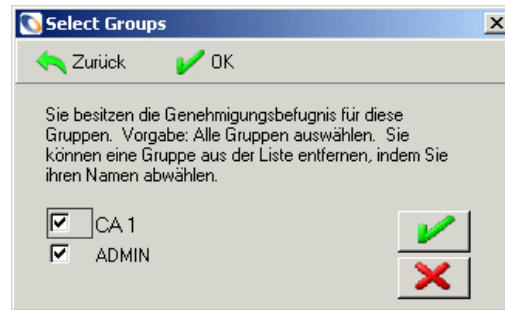 Select Groups
Zurück OK
Sie besitzen die Genehmigungsbefugnis für diese
Gruppen. Vorgabe: Alle Gruppen auswählen. Sie
können eine Gruppe aus der Liste entfernen, indem Sie
ihren Namen abwählen.
CA 1
ADMIN